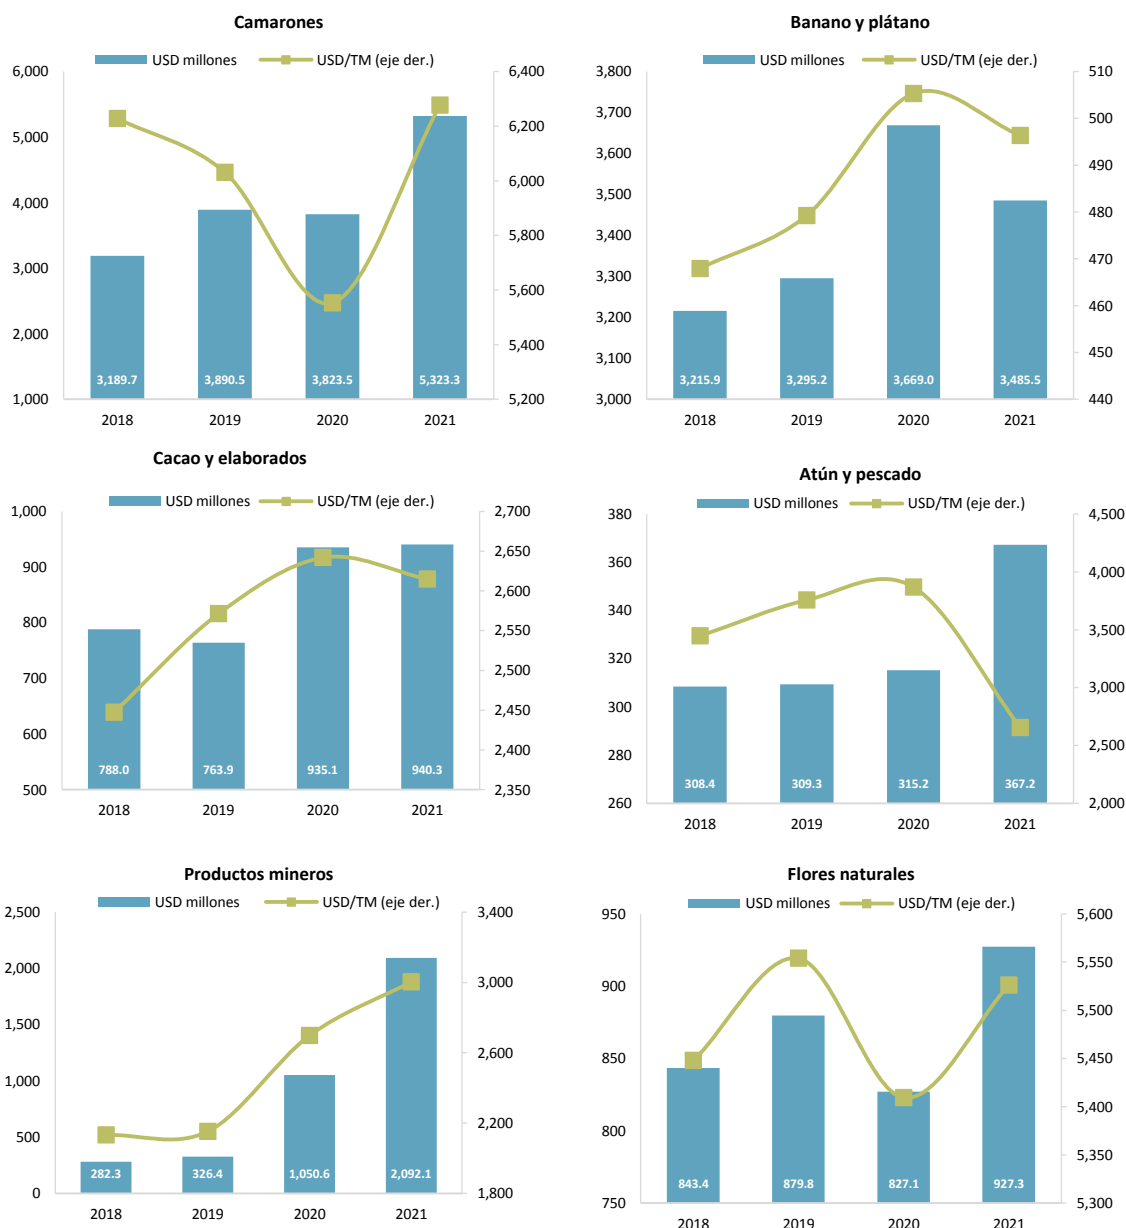 Camarones
USD millones USD/TM (eje der.)
6,000 6,400
5,000 6,200
4,000 6,000
3,000 5,800
2,000 5,600
1,000 5,400
5,200
3,189.7 3,890.5 3,823.5 5,323.3
2018 2019 2020 2021
Banano y plátano
USD millones USD/TM (eje der.)
3,800 510
3,700 500
3,600 490
3,500 480
3,400 470
3,300 460
3,200 450
3,100 440
3,000
3,215.9 3,295.2 3,669.0 3,485.5
2018 2019 2020 2021
Cacao y elaborados
USD millones USD/TM (eje der.)
1,000 2,700
900 2,650
800 2,600
700 2,550
600 2,500
500 2,450
2,400
2,350
788.0 763.9 935.1 940.3
2018 2019 2020 2021
Atún y pescado
USD millones USD/TM (eje der.)
380 4,500
360 4,000
340 3,500
320 3,000
300 2,500
280 2,000
260
308.4 309.3 315.2 367.2
2018 2019 2020 2021
Productos mineros
USD millones USD/TM (eje der.)
2,500 3,400
2,000 3,000
1,500 2,600
1,000 2,200
500 1,800
0
282.3 326.4 1,050.6 2,092.1
2018 2019 2020 2021
Flores naturales
USD millones USD/TM (eje der.)
950 5,600
900 5,550
850 5,500
800 5,450
750 5,400
5,350
5,300
843.4 879.8 827.1 927.3
2018 2019 2020 2021